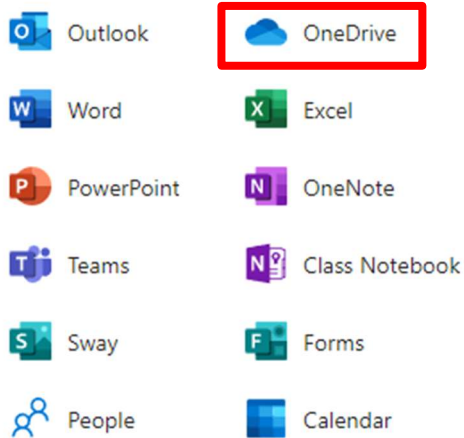 Outlook OneDrive
Word Excel
PowerPoint OneNote
Teams Class Notebook
Sway Forms
People Calendar